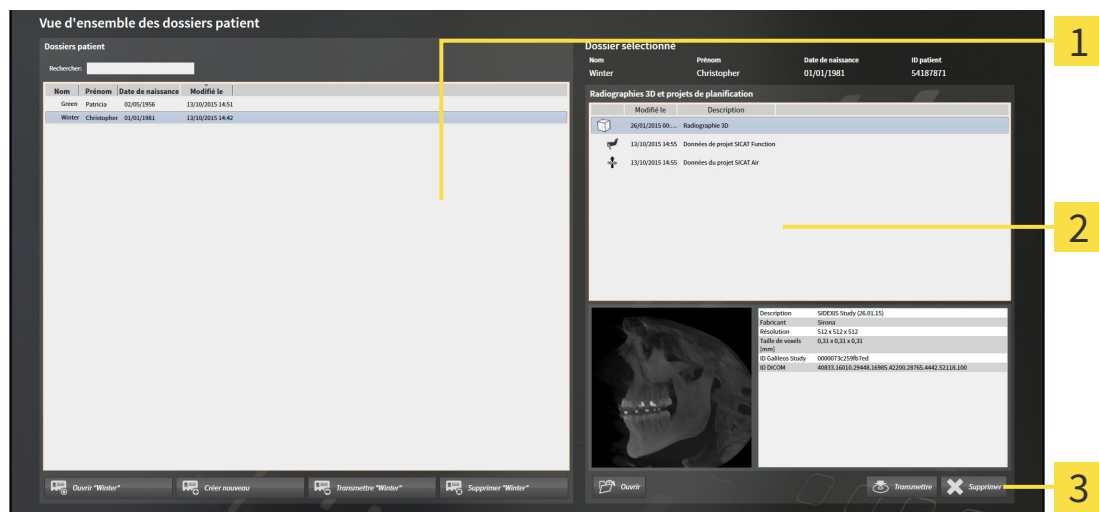 Vue d'ensemble des dossiers patient
Dossiers patient
Rechercher:
Nom Prénom Date de naissance Modifié le
Green Patricia 02/05/1956 13/10/2015 14:51
Winter Christopher 01/01/1981 13/10/2015 14:42
Ouvrir "Winter" Créer nouveau Transmettre "Winter" Supprimer "Winter"
Dossier sélectionné
Nom Prénom Date de naissance ID patient
Winter Christopher 01/01/1981 54187871
Radiographies 3D et projets de planification
Modifié le Description
26/01/2015 00:... Radiographie 3D
13/10/2015 14:55 Données de projet SICAT Function
13/10/2015 14:55 Données du projet SICAT Air
Description SIDEXIS Study (26.01.15)
Fabricant Sirona
Résolution 512 x 512 x 512
Taille de voxels 0,31 x 0,31 x 0,31
[mm]
ID Galileos Study 0000073c259fb7ed
ID DICOM 40833.16010.29448.16985.42200.28765.4442.52118.100
Ouvrir Transmettre Supprimer
1
2
3